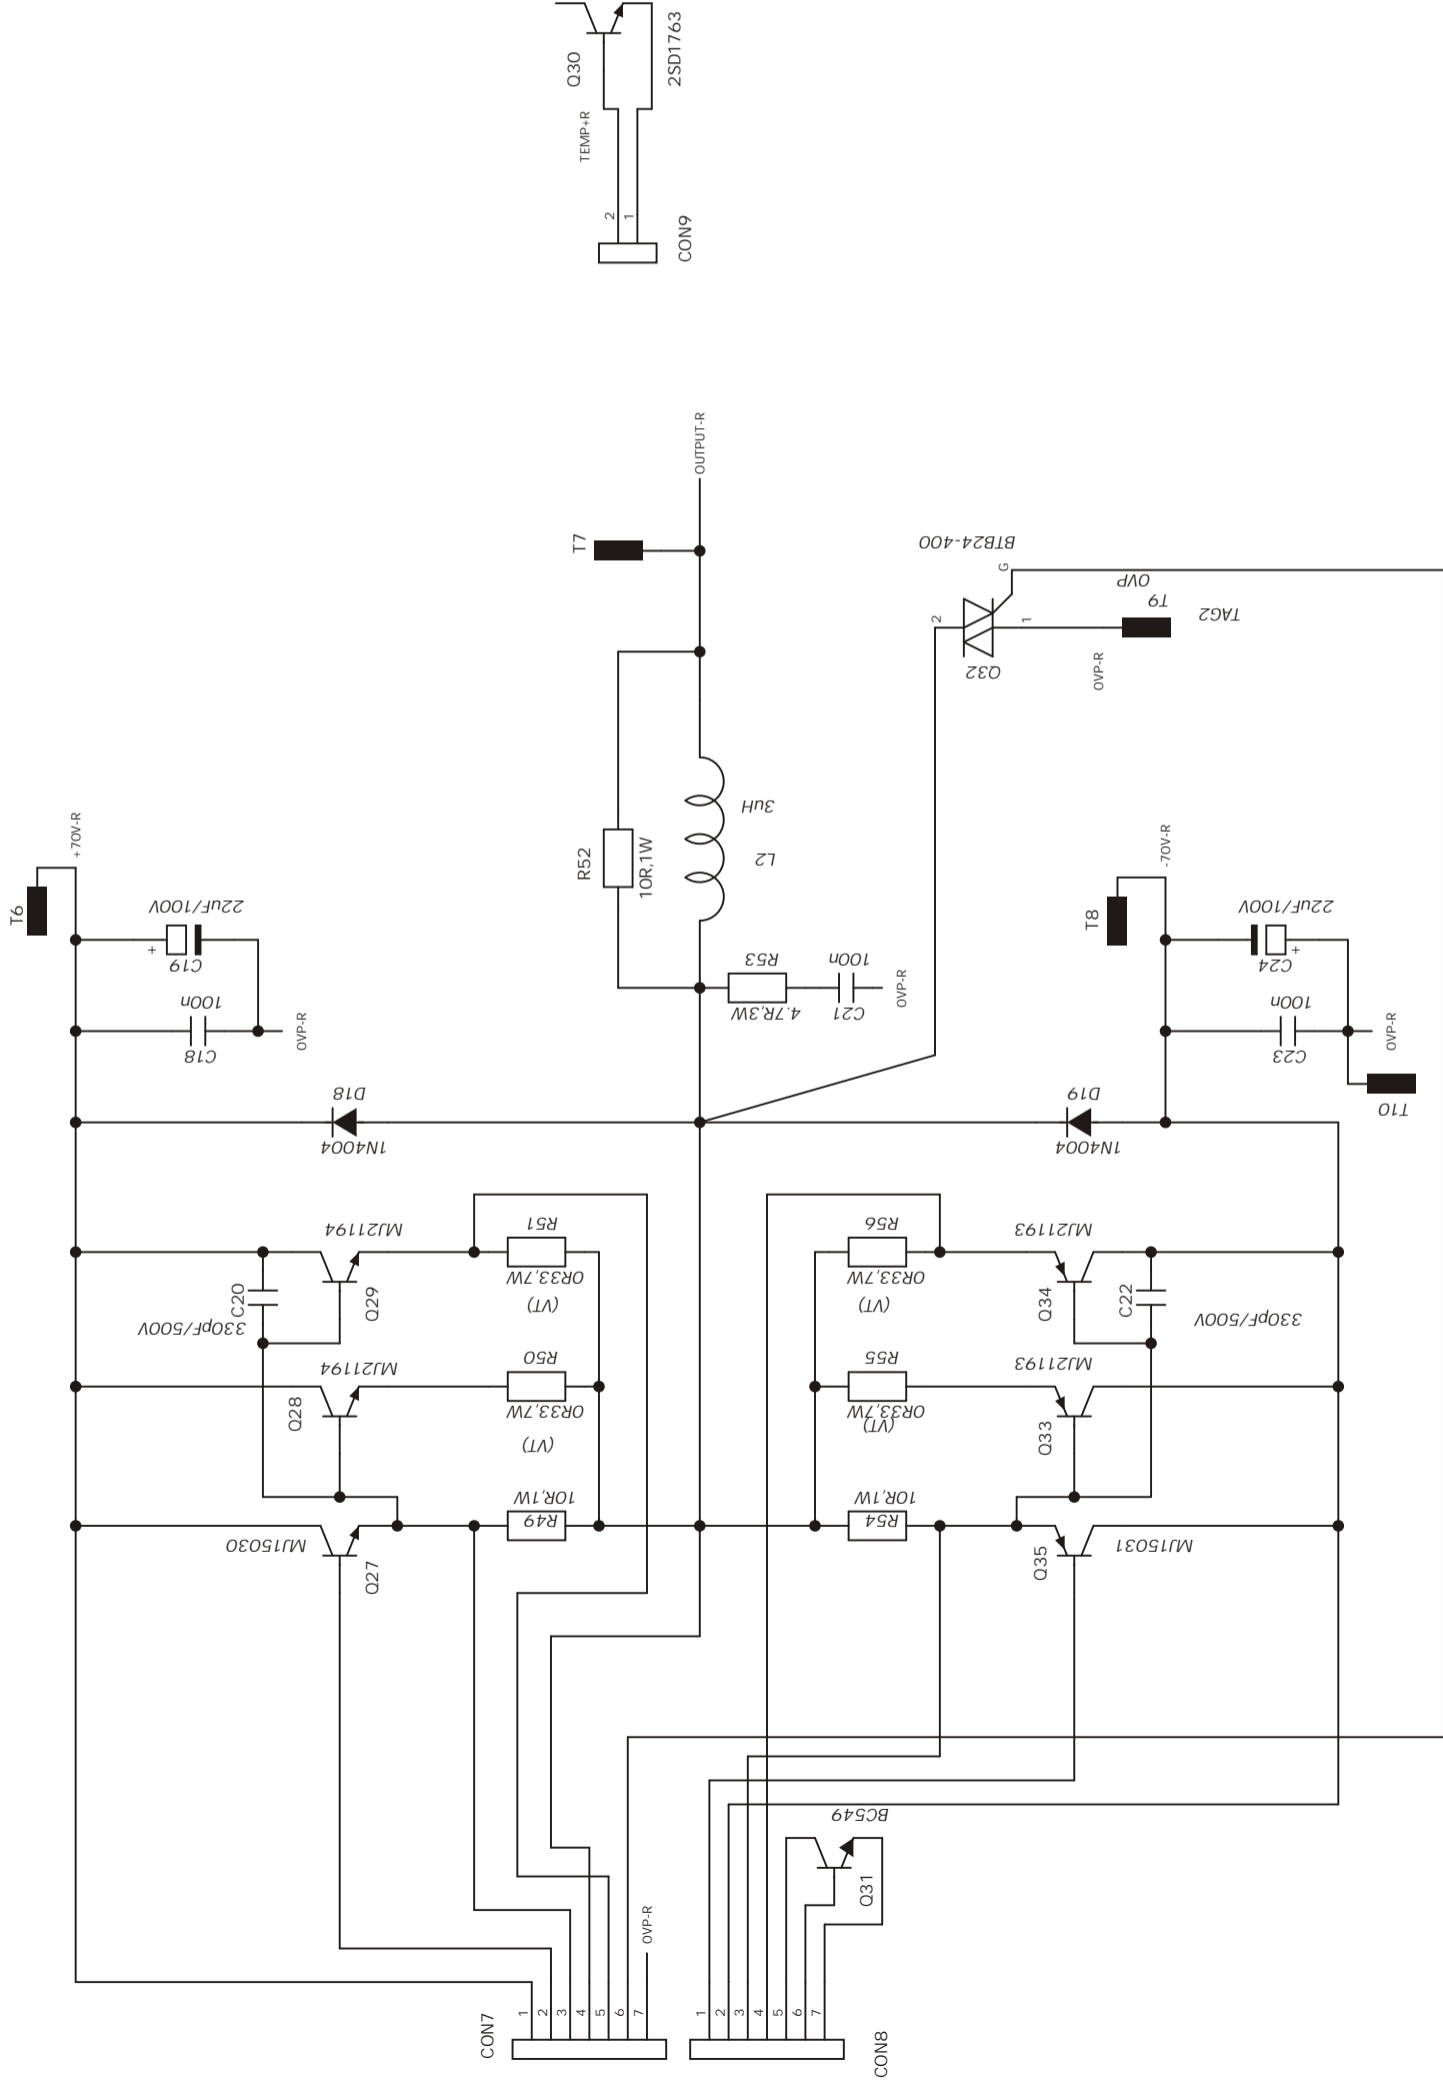 Q30
2SD1763
TEMP+R
2
1
CON9
OUTPUT-R
T7
BTB24-400
G
OVP
T9
TAG2
2
1
Q32
OVP-R
+70V-R
T6
22uF/100V
+
C19
100n
C18
OVP-R
R52
10R,1W
3uH
L2
R53
4.7R,3W
100n
C21
OVP-R
-70V-R
T8
22uF/100V
+
C24
100n
C23
OVP-R
T10
D18
1N4004
D19
1N4004
MJ21194
R51
0R33,7W
(VT)
C20
Q29
330pF/500V
MJ21194
R50
0R33,7W
(VT)
Q28
10R,1W
R49
MJ15030
Q27
R56
0R33,7W
(VT)
MJ21193
Q34
C22
330pF/500V
R55
0R33,7W
(VT)
MJ21193
Q33
10R,1W
R54
Q35
MJ15031
BC549
Q31
OVP-R
CON7
1
2
3
4
5
6
7
1
2
3
4
5
6
7
CON8